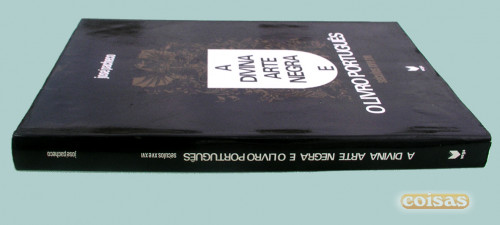 josé pacheco
A
DIVINA
ARTE
NEGRA
E
O LIVRO PORTUGUÊS
A DIVINA ARTE NEGRA E O LIVRO PORTUGUÊS
séculos XV e XVI
josé pacheco
coisas